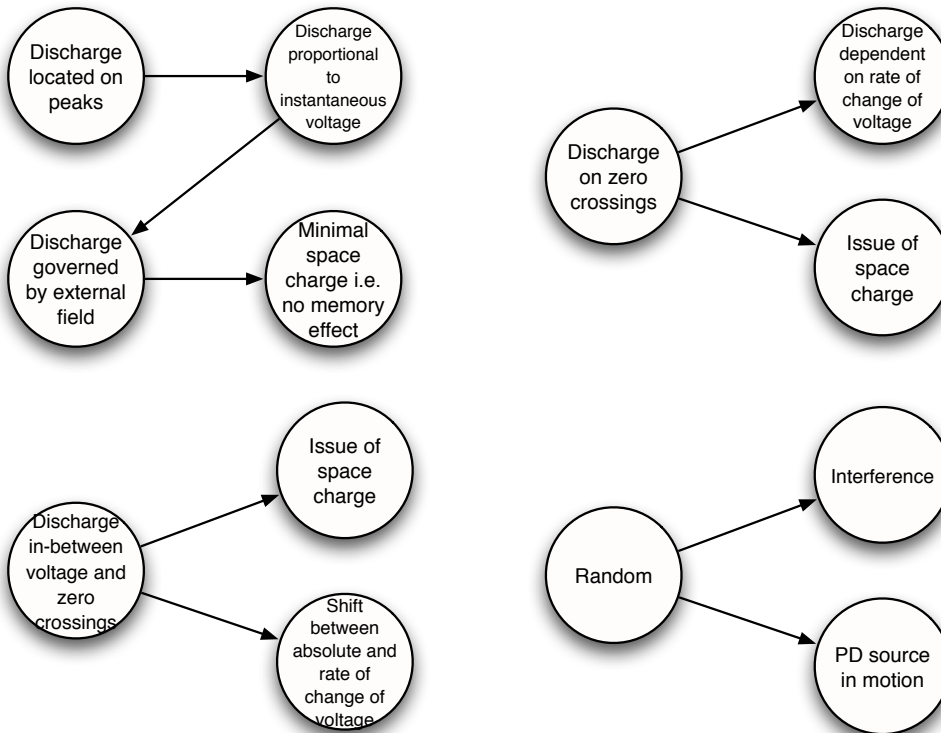 Discharge
located on
peaks
Discharge
proportional
to
instantaneous
voltage
Discharge
governed
by external
field
Minimal
space
charge i.e.
no memory
effect
Discharge
on zero
crossings
Discharge
dependent
on rate of
change of
voltage
Issue of
space
charge
Discharge
in-between
voltage and
zero
crossings
Issue of
space
charge
Shift
between
absolute and
rate of
change of
voltage
Random
Interference
PD source
in motion